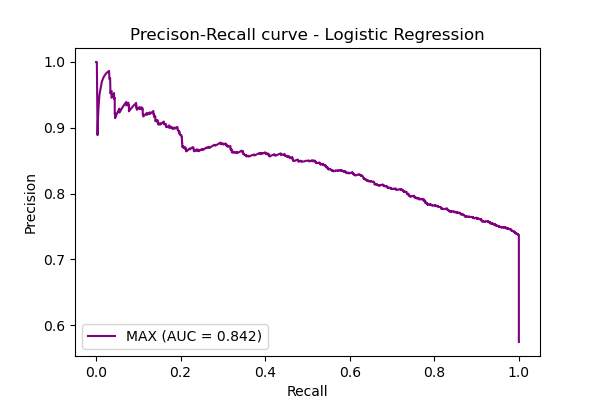 Precison-Recall curve - Logistic Regression
1.0
0.9
0.8
0.7
0.6
Precision
MAX (AUC = 0.842)
0.0 0.2 0.4 0.6 0.8 1.0
Recall